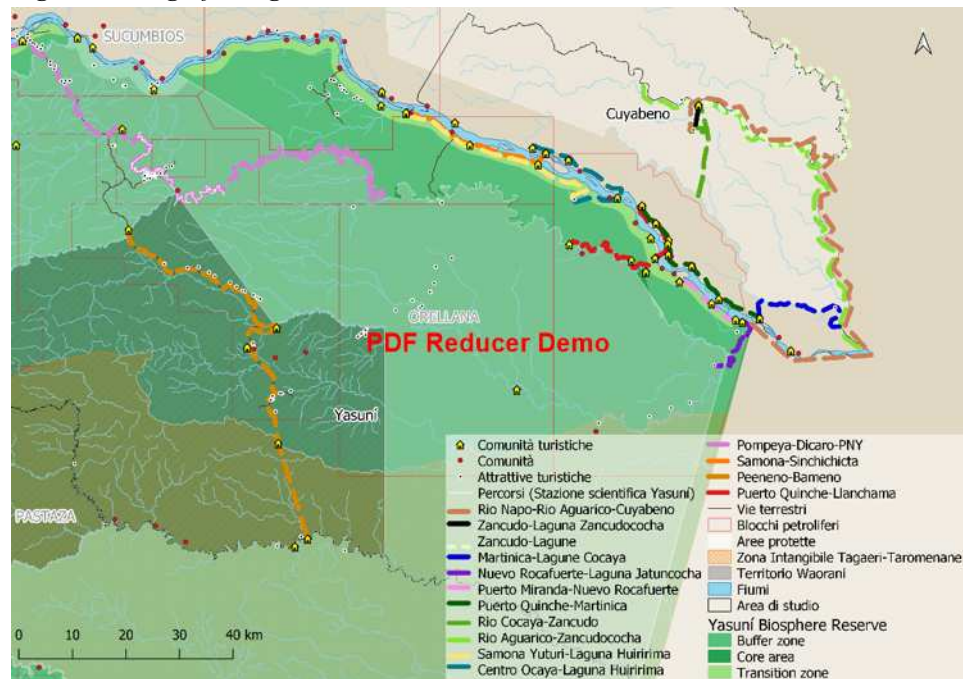 SUCUMBIOS
Cuyabeno
ORELLANA
PDF Reducer Demo
Yasuní
PASTAZA
0 10 20 30 40 km
Comunità turistiche
Comunità
Attrattive turistiche
Percorsi (Stazione scientifica Yasuní)
Rio Napo-Rio Aguarico-Cuyabeno
Zancudo-Laguna Zancudococha
Zancudo-Lagune
Martinica-Lagune Cocaya
Nuevo Rocafuerte-Laguna Jatuncocha
Puerto Miranda-Nuevo Rocafuerte
Puerto Quinche-Martinica
Rio Cocaya-Zancudo
Rio Aguarico-Zancudococha
Samona Yuturi-Laguna Huiririma
Centro Ocaya-Laguna Huiririma
Pompeya-Dicaro-PNY
Samona-Sinchichicta
Peeneno-Bameno
Puerto Quinche-Llanchama
Vie terrestri
Blocchi petroliferi
Aree protette
Zona Intangibile Tagaeri-Taromenane
Territorio Waorani
Fiumi
Area di studio
Yasuní Biosphere Reserve
Buffer zone
Core area
Transition zone